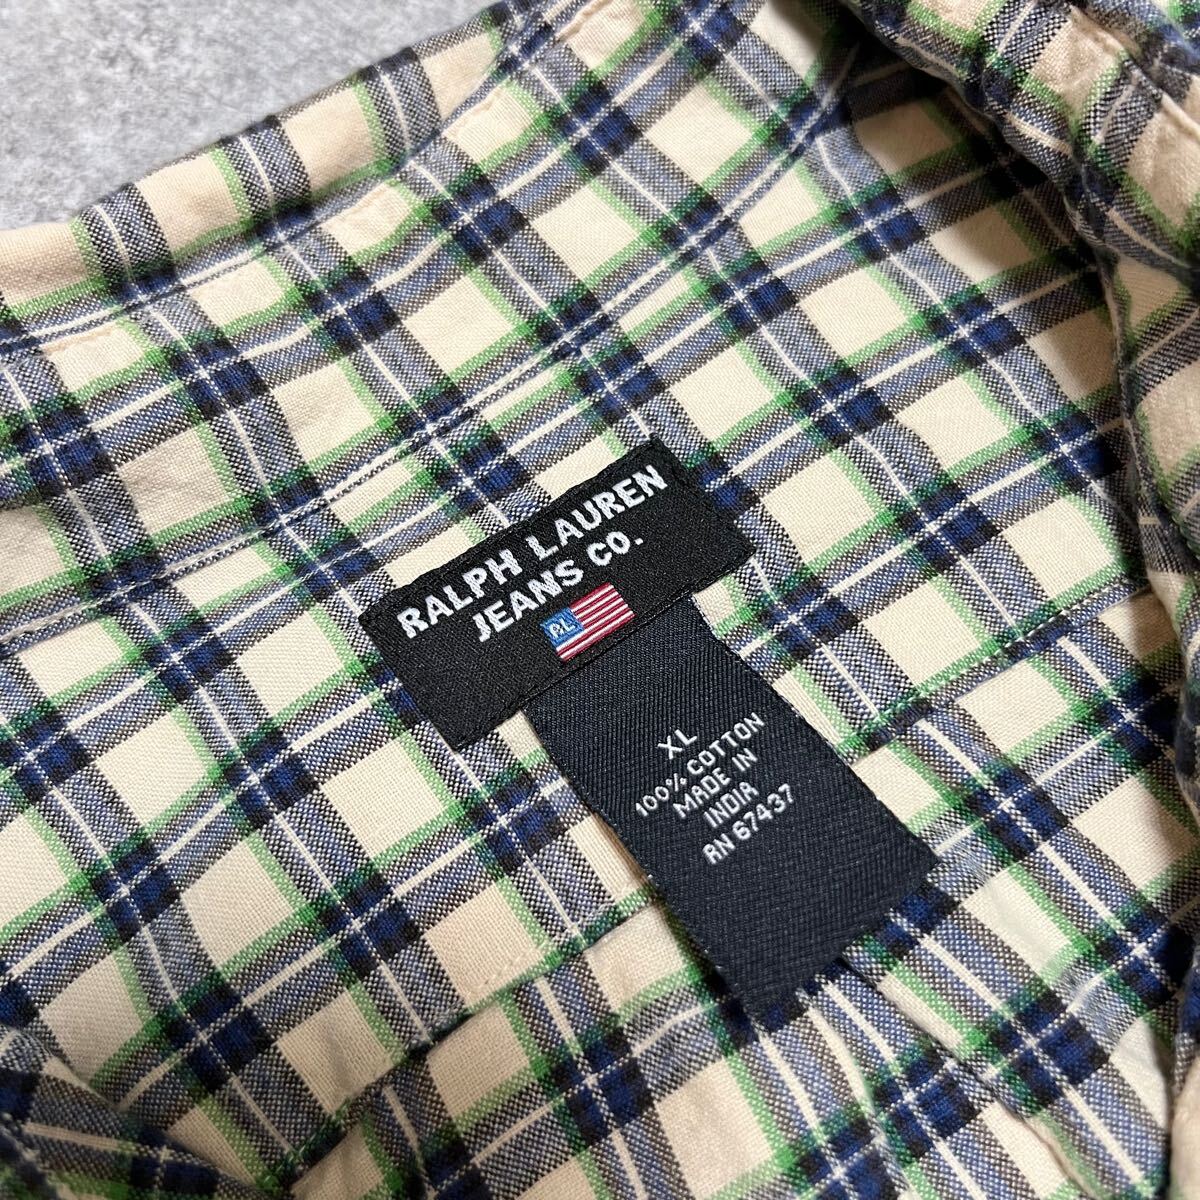 RALPH LAUREN
JEANS CO.
RL
XL
100% COTTON
MADE IN
INDIA
RN 67437